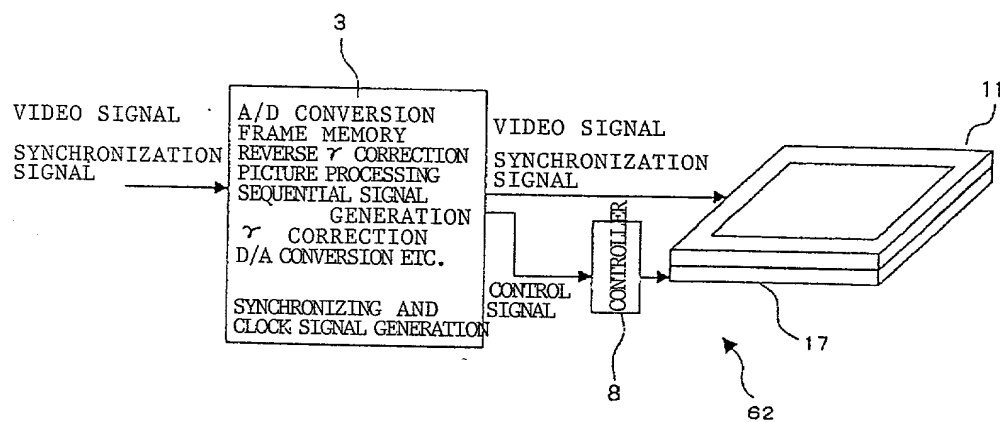 3
VIDEO SIGNAL
SYNCHRONIZATION
SIGNAL
A/D CONVERSION
FRAME MEMORY
REVERSE γ CORRECTION
PICTURE PROCESSING
SEQUENTIAL SIGNAL
GENERATION
γ CORRECTION
D/A CONVERSION ETC.
SYNCHRONIZING AND
CLOCK SIGNAL GENERATION
VIDEO SIGNAL
SYNCHRONIZATION
SIGNAL
CONTROL
SIGNAL
CONTROLLER
8
11
17
62